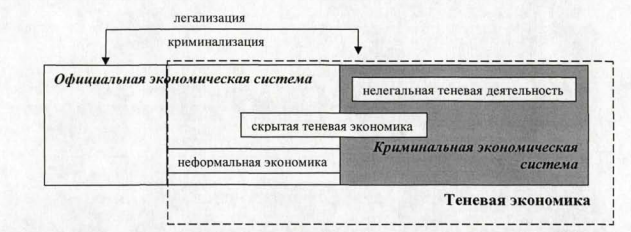 легализация
криминализация
Официальная экономическая система
нелегальная теневая деятельность
скрытая теневая экономика
Криминальная экономическая
система
неформальная экономика
Теневая экономика